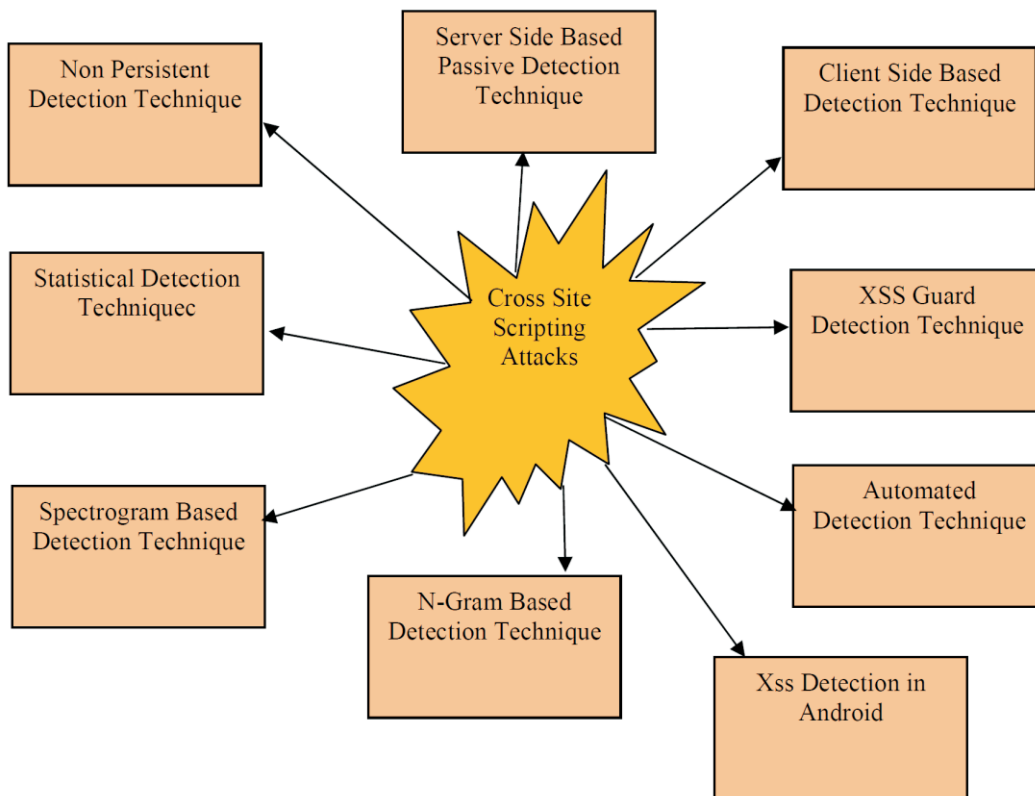 Non Persistent
Detection Technique
Server Side Based
Passive Detection
Technique
Client Side Based
Detection Technique
Statistical Detection
Techniquec
Cross Site
Scripting
Attacks
XSS Guard
Detection Technique
Spectrogram Based
Detection Technique
Automated
Detection Technique
N-Gram Based
Detection Technique
Xss Detection in
Android